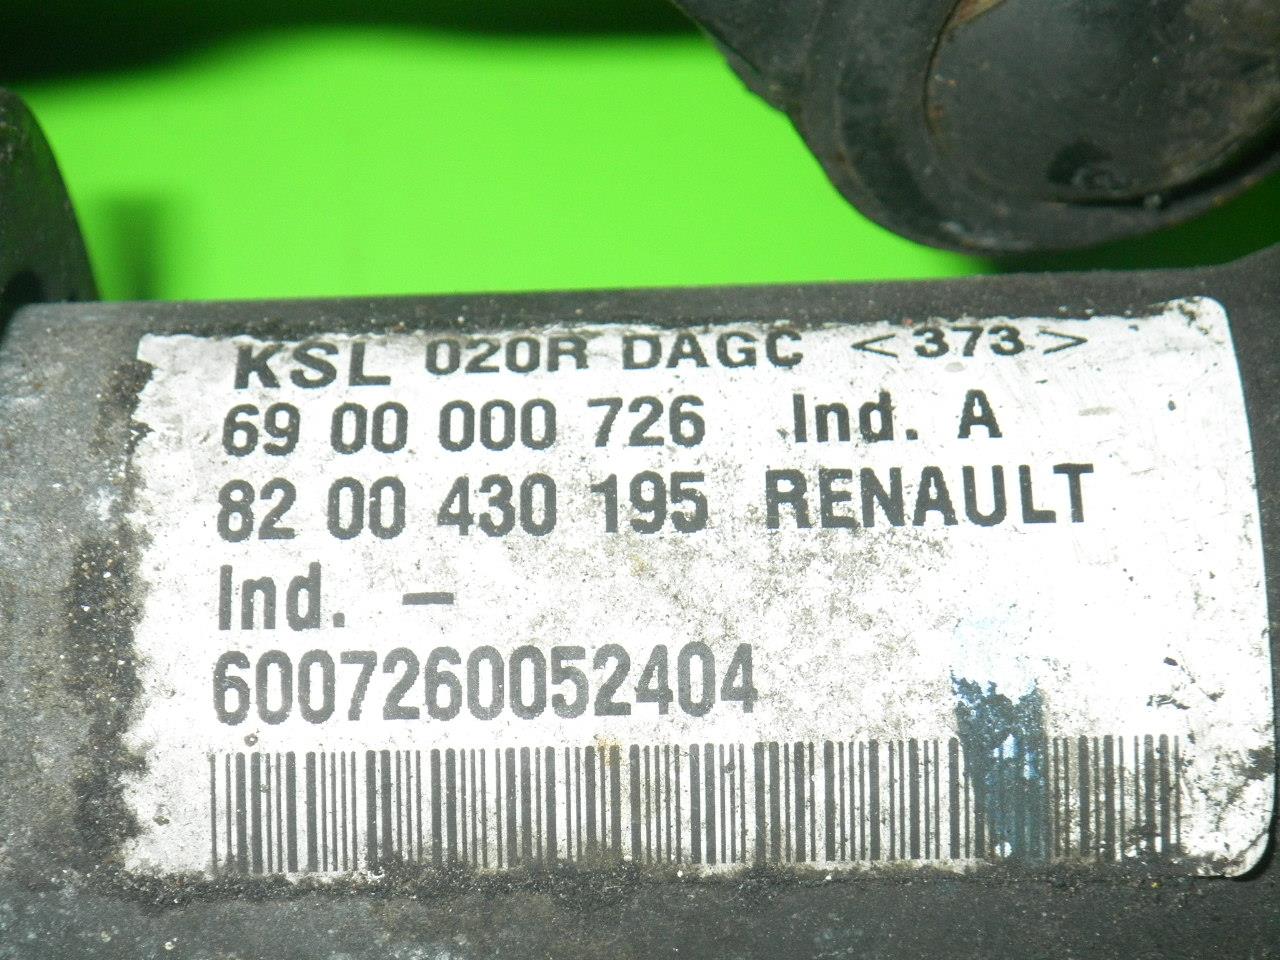 KSL 020R DAGC <373>
69 00 000 726 Ind. A
82 00 430 195 RENAULT
Ind. –
6007260052404